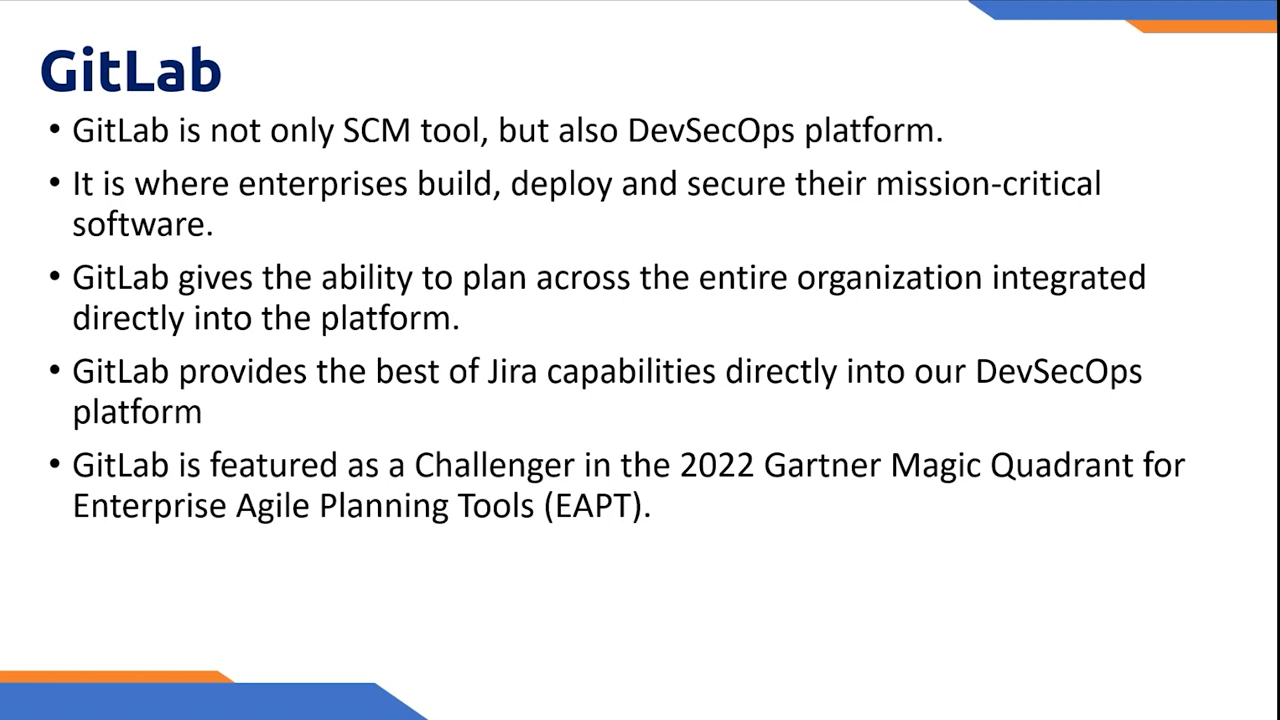 GitLab
• GitLab is not only SCM tool, but also DevSecOps platform.
• It is where enterprises build, deploy and secure their mission-critical
software.
• GitLab gives the ability to plan across the entire organization integrated
directly into the platform.
• GitLab provides the best of Jira capabilities directly into our DevSecOps
platform
• GitLab is featured as a Challenger in the 2022 Gartner Magic Quadrant for
Enterprise Agile Planning Tools (EAPT).